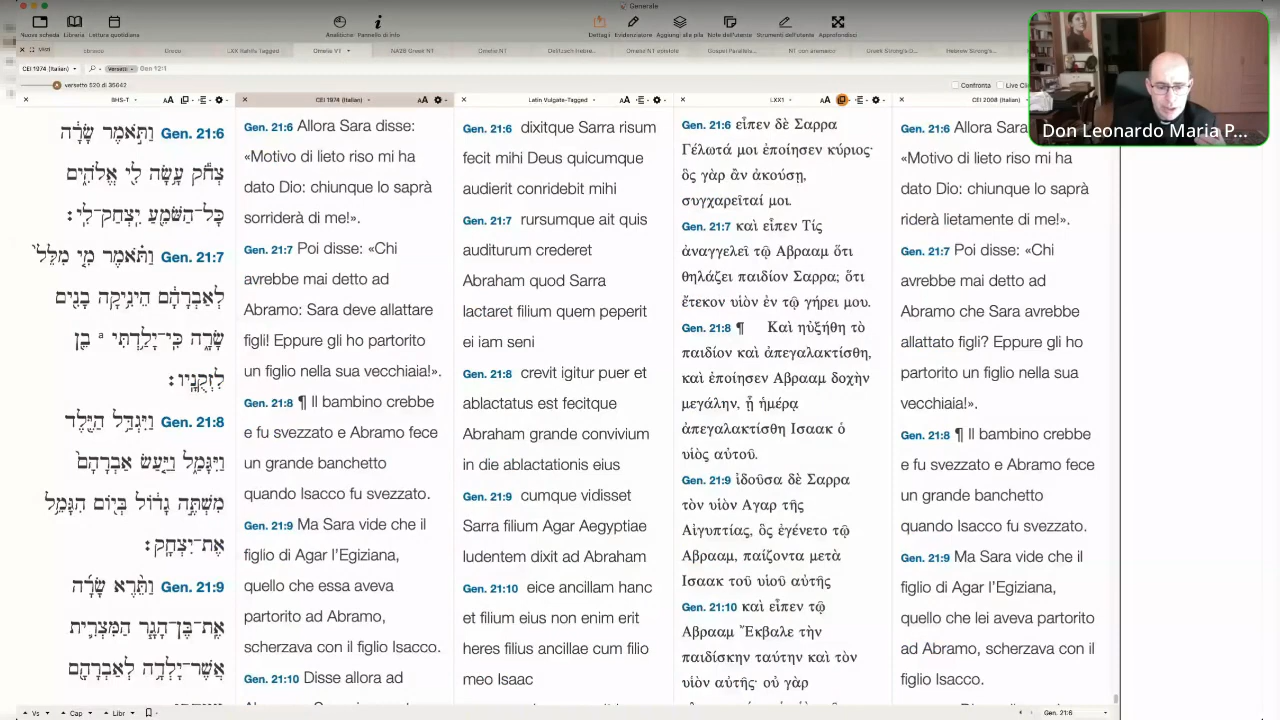 Generale
Nuova scheda Libreria Lettura quotidiana Analitiche Pannello di info Dettagli Evidenziatore Aggiungi alla pila Note dell'utente Strumenti dell'utente Approfondisci
Ebraico Greco LXX Rahlfs Tagged Omelia VT NA28 Greek NT Omelia NT
CEI 1974 (Italian) Versetti Gen 12:1
versetto 520 di 35642 Confronta
BHS-T
וַתֹּ֣אמֶר שָׂרָ֔ה Gen. 21:6
צְחֹ֕ק עָ֥שָׂה לִ֖י אֱלֹהִ֑ים
כָּל־הַשֹּׁמֵ֖עַ יִֽצְחַק־לִֽי׃
וַתֹּ֗אמֶר מִ֤י מִלֵּל֙ Gen. 21:7
לְאַבְרָהָ֔ם הֵינִ֥יקָה בָנִ֖ים
שָׂרָ֑ה כִּֽי־יָלַ֥דְתִּי ᵃ בֵ֖ן
לִזְקֻנָֽיו׃
וַיִּגְדַּ֥ל הַיֶּ֖לֶד Gen. 21:8
וַיִּגָּמַ֑ל וַיַּ֤עַשׂ אַבְרָהָם֙
מִשְׁתֶּ֣ה גָד֔וֹל בְּי֖וֹם הִגָּמֵ֥ל
אֶת־יִצְחָֽק׃
וַתֵּ֨רֶא שָׂרָ֜ה Gen. 21:9
אֶֽת־בֶּן־הָגָ֧ר הַמִּצְרִ֛ית
אֲשֶׁר־יָלְדָ֥ה לְאַבְרָהָ֖ם
CEI 1974 (Italian)
Gen. 21:6 Allora Sara disse:
«Motivo di lieto riso mi ha
dato Dio: chiunque lo saprà
sorriderà di me!».
Gen. 21:7 Poi disse: «Chi
avrebbe mai detto ad
Abramo: Sara deve allattare
figli! Eppure gli ho partorito
un figlio nella sua vecchiaia!».
Gen. 21:8 ¶ Il bambino crebbe
e fu svezzato e Abramo fece
un grande banchetto
quando Isacco fu svezzato.
Gen. 21:9 Ma Sara vide che il
figlio di Agar l'Egiziana,
quello che essa aveva
partorito ad Abramo,
scherzava con il figlio Isacco.
Gen. 21:10 Disse allora ad
Latin Vulgate-Tagged
Gen. 21:6 dixitque Sarra risum
fecit mihi Deus quicumque
audierit conridebit mihi
Gen. 21:7 rursumque ait quis
auditurum crederet
Abraham quod Sarra
lactaret filium quem peperit
ei iam seni
Gen. 21:8 crevit igitur puer et
ablactatus est fecitque
Abraham grande convivium
in die ablactationis eius
Gen. 21:9 cumque vidisset
Sarra filium Agar Aegyptiae
ludentem dixit ad Abraham
Gen. 21:10 eice ancillam hanc
et filium eius non enim erit
heres filius ancillae cum filio
meo Isaac
LXX1
Gen. 21:6 εἶπεν δὲ Σαρρα
Γέλωτά μοι ἐποίησεν κύριος·
ὃς γὰρ ἂν ἀκούσῃ,
συγχαρεῖταί μοι.
Gen. 21:7 καὶ εἶπεν Τίς
ἀναγγελεῖ τῷ Αβρααμ ὅτι
θηλάζει παιδίον Σαρρα; ὅτι
ἔτεκον υἱὸν ἐν τῷ γήρει μου.
Gen. 21:8 ¶ Καὶ ηὐξήθη τὸ
παιδίον καὶ ἀπεγαλακτίσθη,
καὶ ἐποίησεν Αβρααμ δοχὴν
μεγάλην, ᾗ ἡμέρᾳ
ἀπεγαλακτίσθη Ισαακ ὁ
υἱὸς αὐτοῦ.
Gen. 21:9 ἰδοῦσα δὲ Σαρρα
τὸν υἱὸν Αγαρ τῆς
Αἰγυπτίας, ὃς ἐγένετο τῷ
Αβρααμ, παίζοντα μετὰ
Ισαακ τοῦ υἱοῦ αὐτῆς
Gen. 21:10 καὶ εἶπεν τῷ
Αβρααμ Ἔκβαλε τὴν
παιδίσκην ταύτην καὶ τὸν
υἱὸν αὐτῆς· οὐ γὰρ
CEI 2008 (Italian)
Gen. 21:6 Allora Sara
«Motivo di lieto riso mi ha
dato Dio: chiunque lo saprà
riderà lietamente di me!».
Gen. 21:7 Poi disse: «Chi
avrebbe mai detto ad
Abramo che Sara avrebbe
allattato figli? Eppure gli ho
partorito un figlio nella sua
vecchiaia!».
Gen. 21:8 ¶ Il bambino crebbe
e fu svezzato e Abramo fece
un grande banchetto
quando Isacco fu svezzato.
Gen. 21:9 Ma Sara vide che il
figlio di Agar l'Egiziana,
quello che lei aveva partorito
ad Abramo, scherzava con il
figlio Isacco.
Don Leonardo Maria P...
Vs Cap Libr Gen. 21:6